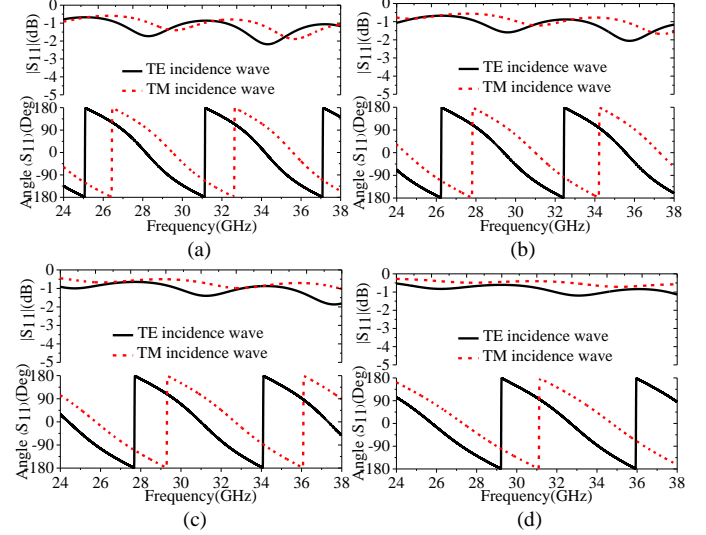 0
-1
-2
-3
-4
-5
|S11|(dB)
TE incidence wave
TM incidence wave
180
90
0
-90
-180
Angle (S11)(Deg)
24 26 28 30 32 34 36 38
Frequency(GHz)
(a)
0
-1
-2
-3
-4
-5
|S11|(dB)
TE incidence wave
TM incidence wave
180
90
0
-90
-180
Angle (S11)(Deg)
24 26 28 30 32 34 36 38
Frequency(GHz)
(b)
0
-1
-2
-3
-4
-5
|S11|(dB)
TE incidence wave
TM incidence wave
180
90
0
-90
-180
Angle (S11)(Deg)
24 26 28 30 32 34 36 38
Frequency(GHz)
(c)
0
-1
-2
-3
-4
-5
|S11|(dB)
TE incidence wave
TM incidence wave
180
90
0
-90
-180
Angle (S11)(Deg)
24 26 28 30 32 34 36 38
Frequency(GHz)
(d)